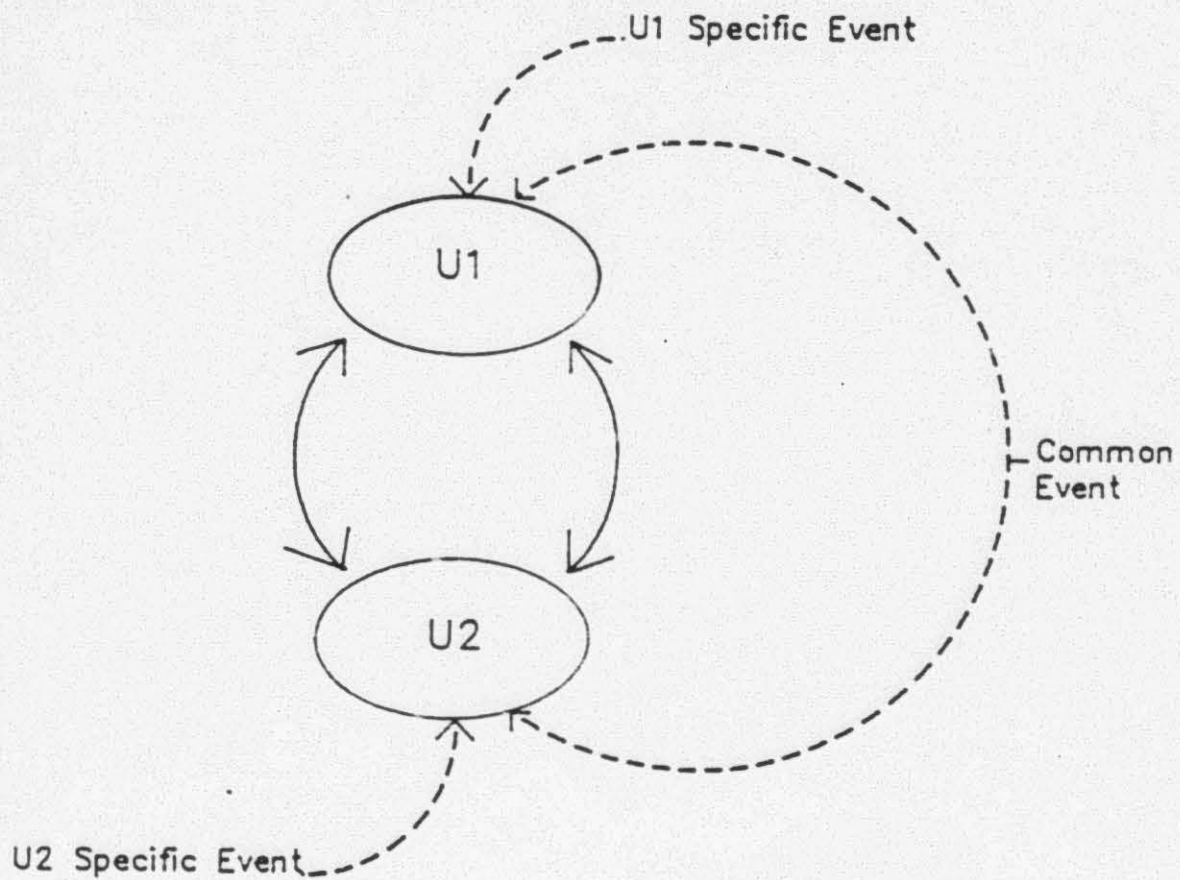 U1 Specific Event
U1
Common
Event
U2
U2 Specific Event